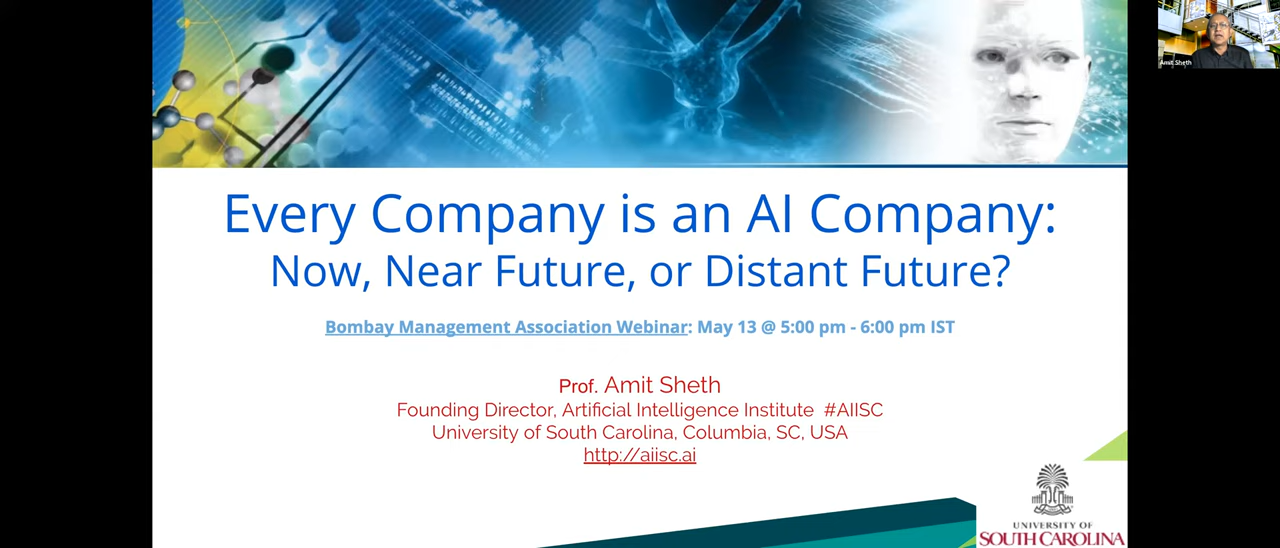 Every Company is an AI Company:
Now, Near Future, or Distant Future?
Bombay Management Association Webinar: May 13 @ 5:00 pm - 6:00 pm IST
Prof. Amit Sheth
Founding Director, Artificial Intelligence Institute #AIISC
University of South Carolina, Columbia, SC, USA
http://aiisc.ai
UNIVERSITY OF
SOUTH CAROLINA
Amit Sheth